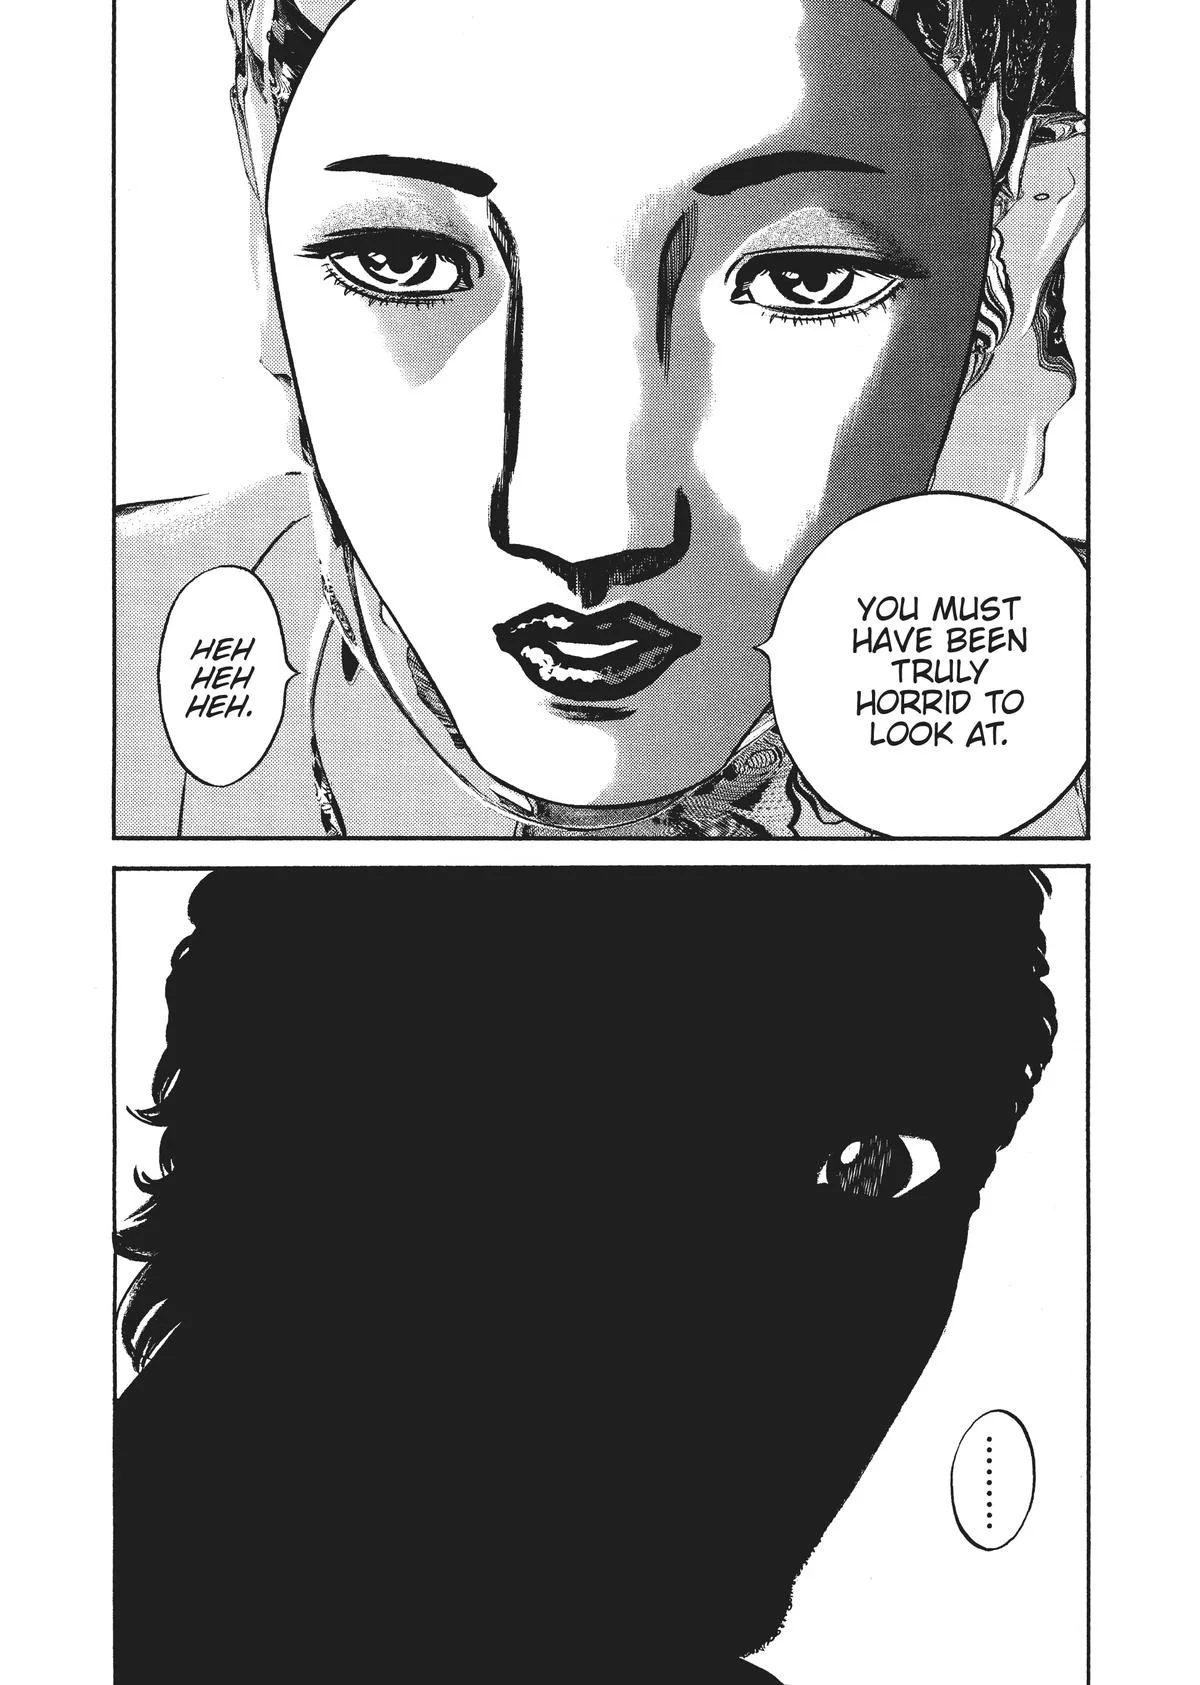 YOU MUST
HAVE BEEN
TRULY
HORRID TO
LOOK AT.
HEH
HEH
HEH.
........